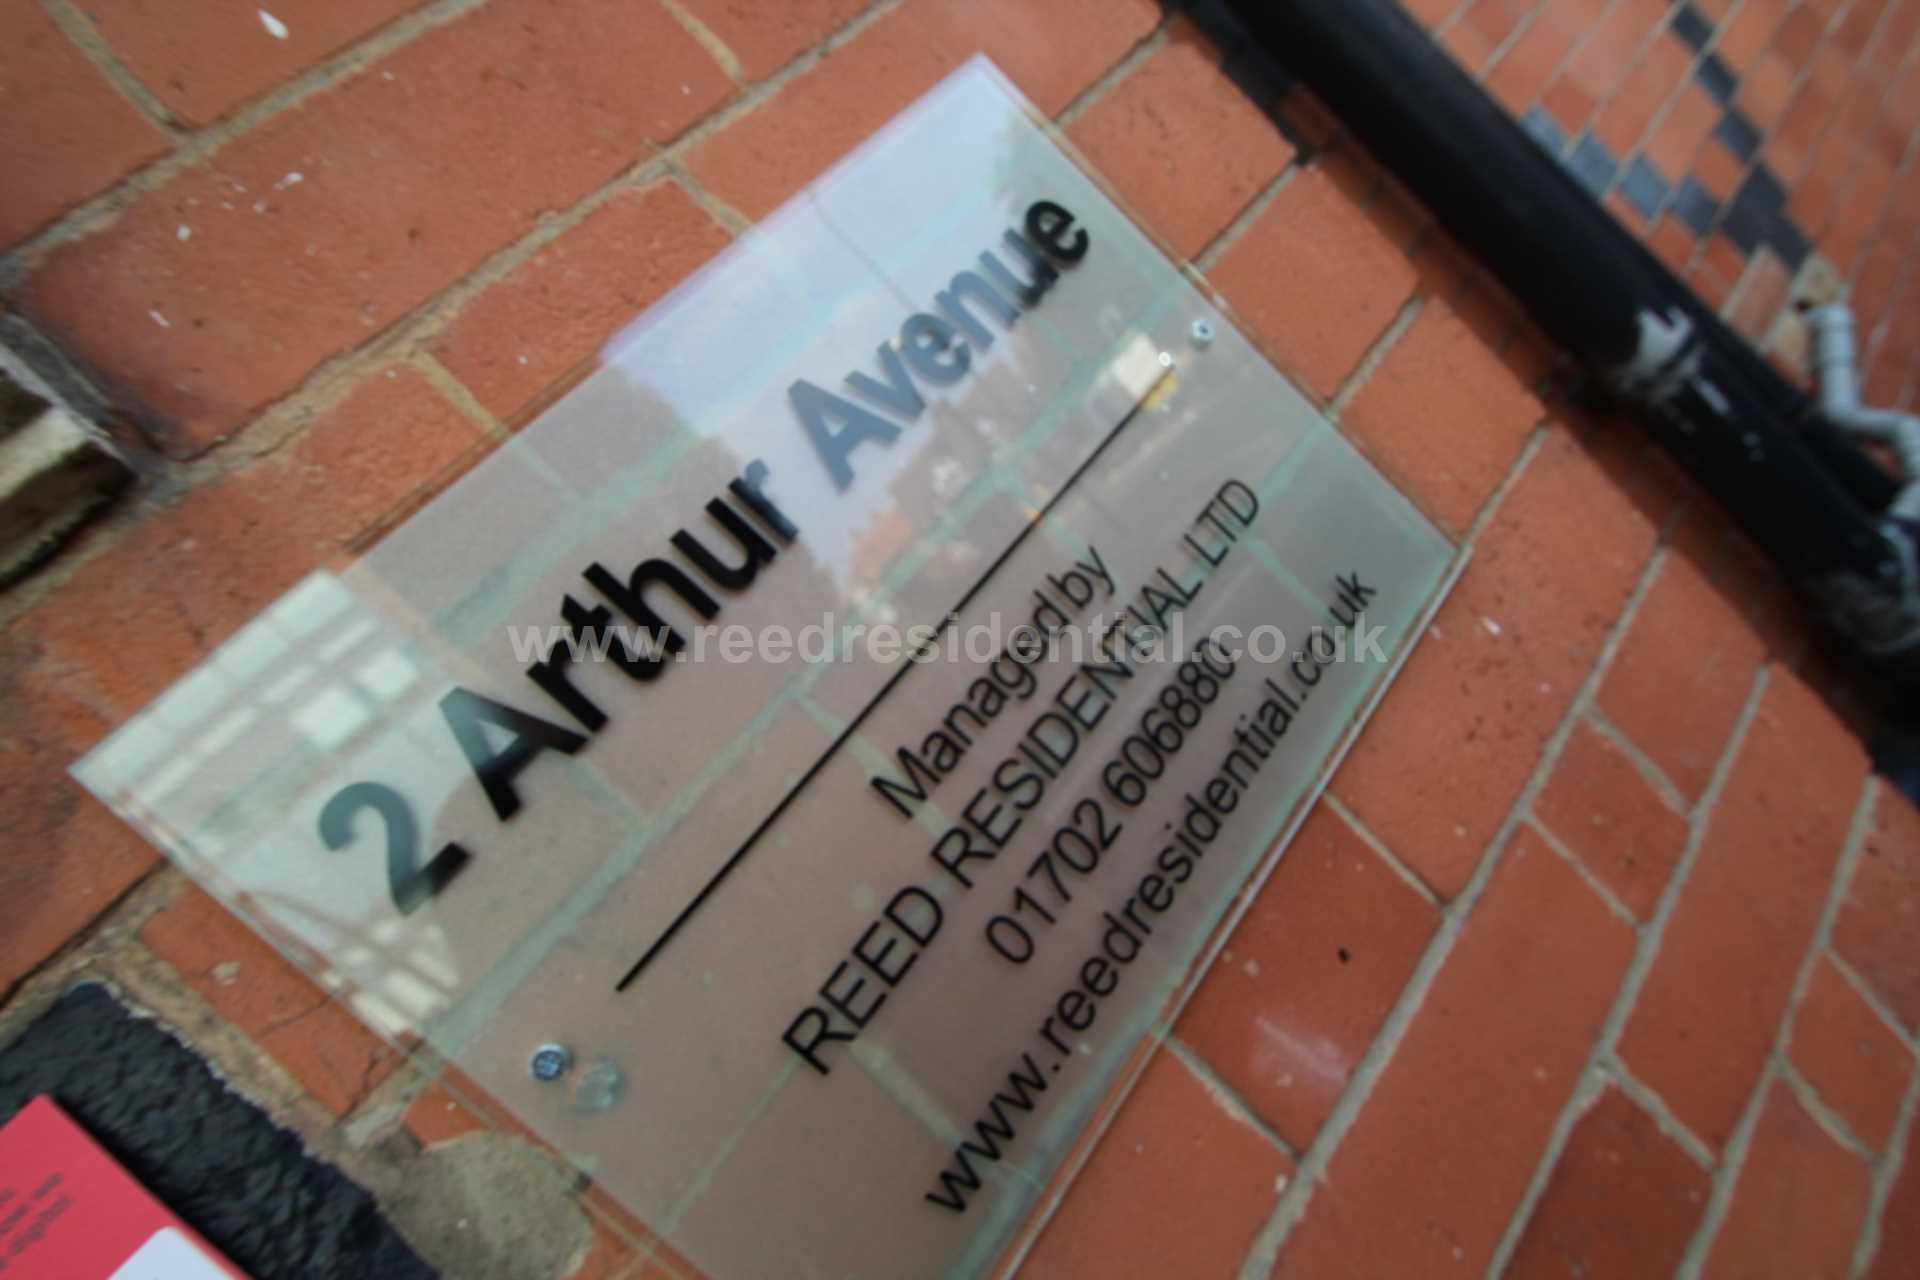 2 Arthur Avenue
Managed by
REED RESIDENTIAL LTD
01702 606880
www.reedresidential.co.uk
www.reedresidential.co.uk